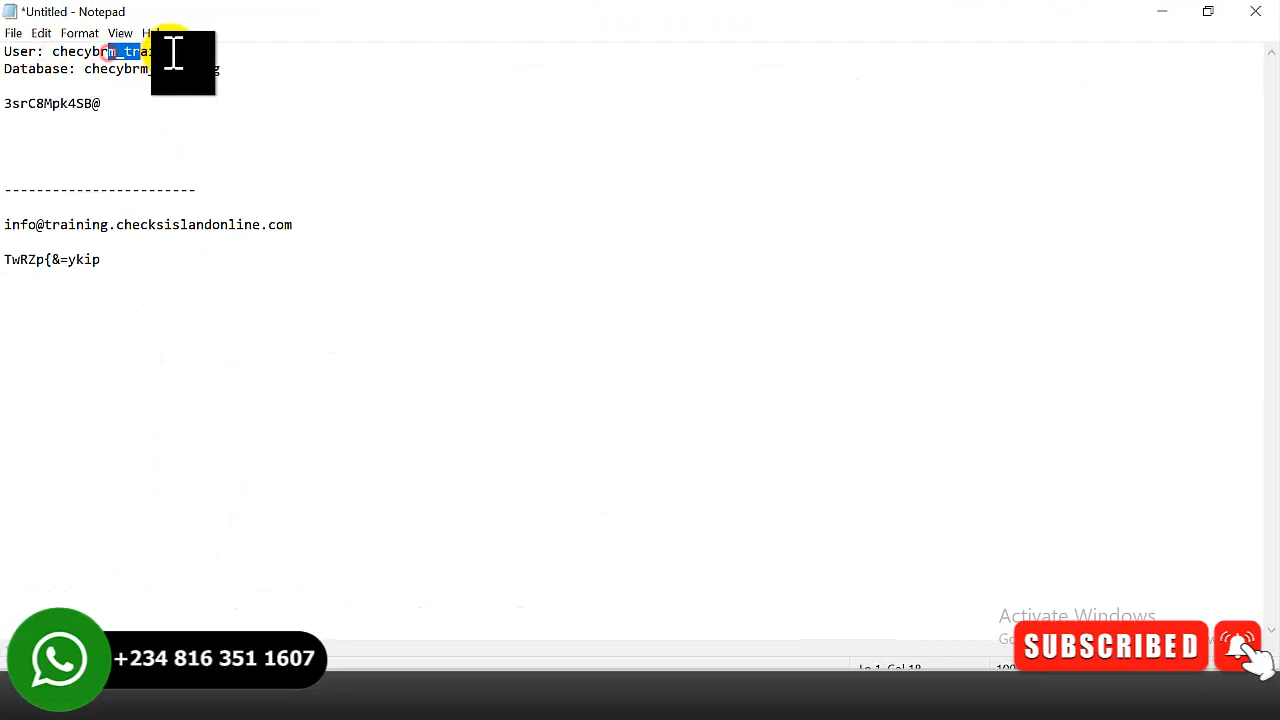 *Untitled - Notepad
File Edit Format View
User: checybrm_trai
Database: checybrm_
3srC8Mpk4SB@
------------------------
info@training.checksislandonline.com
TwRZp{&=ykip
Activate Windows
SUBSCRIBED
+234 816 351 1607